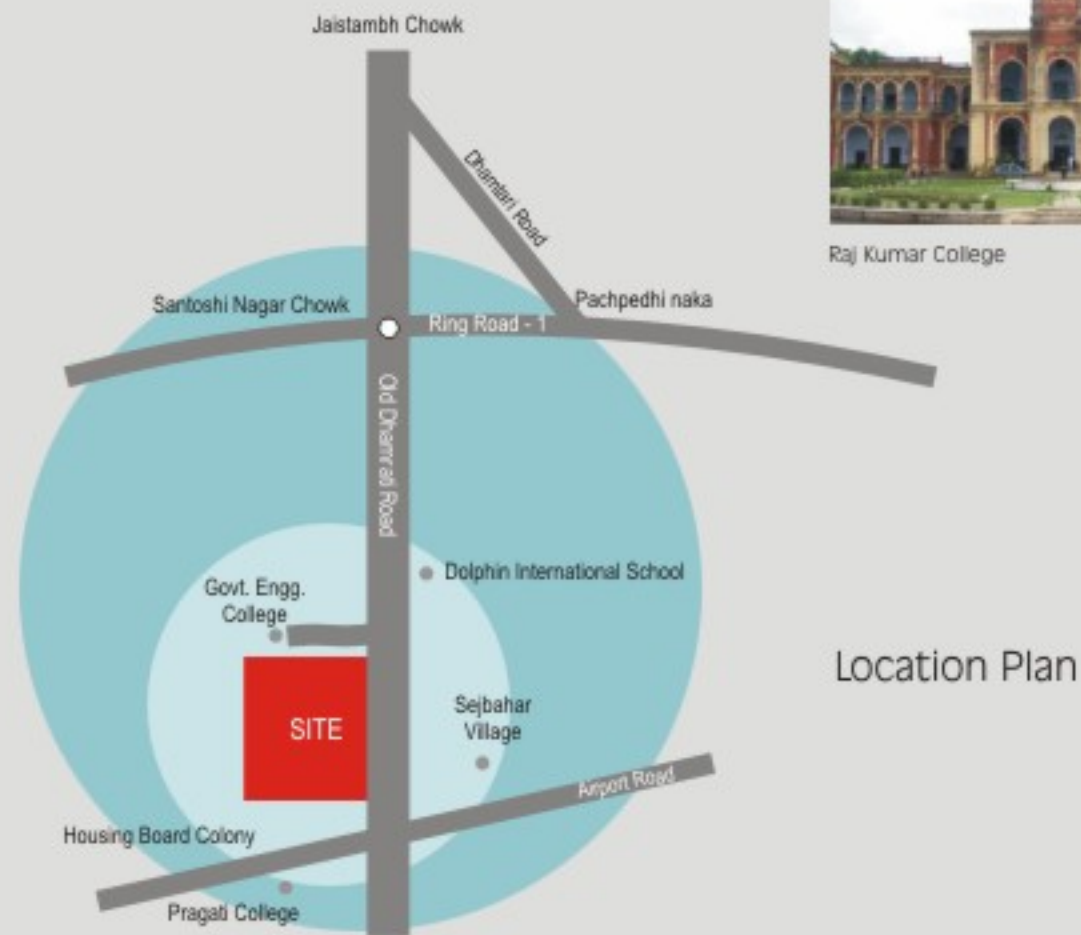 Jaistambh Chowk
Dhamtari Road
Raj Kumar College
Santoshi Nagar Chowk
Pachpedhi naka
Ring Road - 1
Old Dhamrati Road
Dolphin International School
Govt. Engg.
College
Location Plan
Sejbahar
Village
SITE
Airport Road
Housing Board Colony
Pragati College